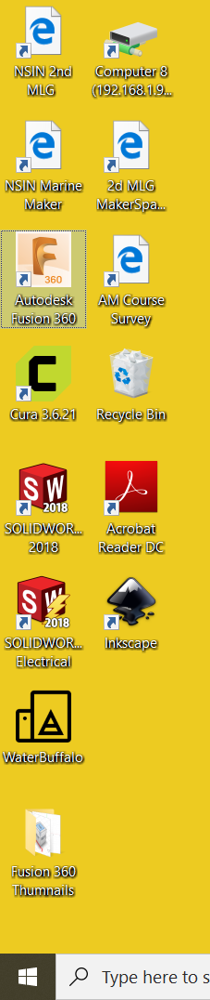 NSIN 2nd
MLG
Computer 8
(192.168.1.9...
NSIN Marine
Maker
2d MLG
MakerSpa...
360
Autodesk
Fusion 360
AM Course
Survey
Cura 3.6.21
Recycle Bin
SW
2018
SOLIDWOR...
2018
Acrobat
Reader DC
SW
2018
SOLIDWOR...
Electrical
Inkscape
WaterBuffalo
Fusion 360
Thumnails
Type here to s